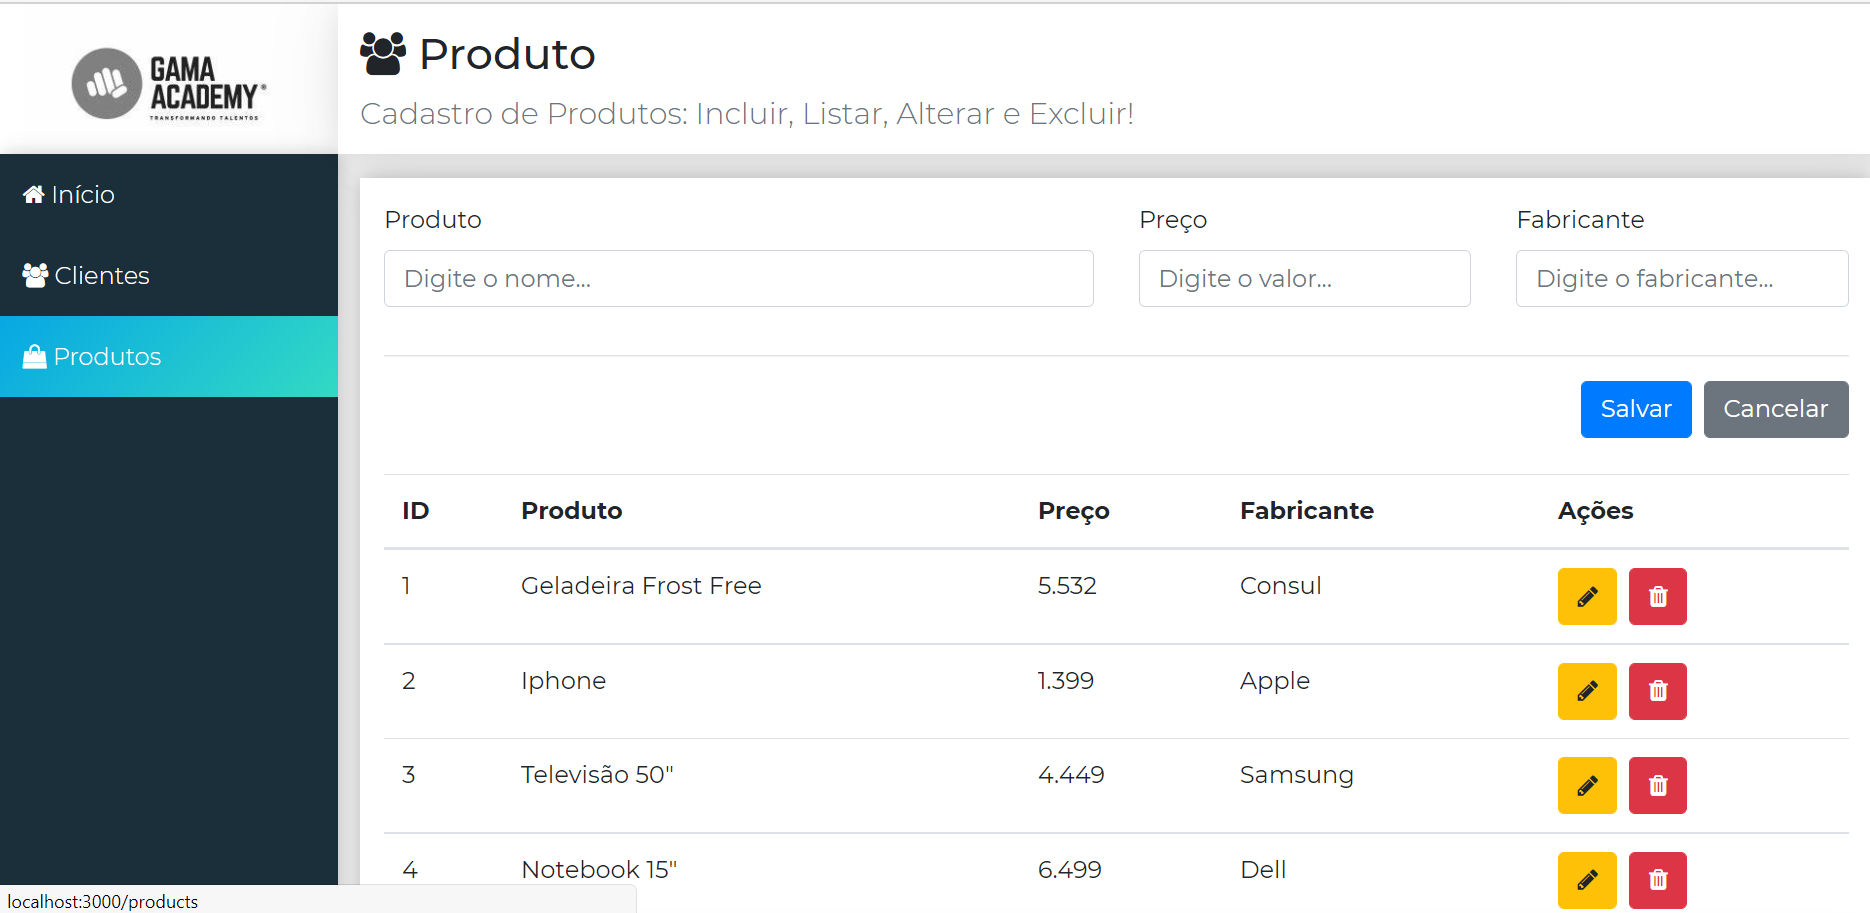 GAMA
ACADEMY®
TRANSFORMANDO TALENTOS
Início
Clientes
Produtos
Produto
Cadastro de Produtos: Incluir, Listar, Alterar e Excluir!
Produto Preço Fabricante
Digite o nome... Digite o valor... Digite o fabricante...
Salvar Cancelar
ID Produto Preço Fabricante Ações
1 Geladeira Frost Free 5.532 Consul
2 Iphone 1.399 Apple
3 Televisão 50" 4.449 Samsung
4 Notebook 15" 6.499 Dell
localhost:3000/products